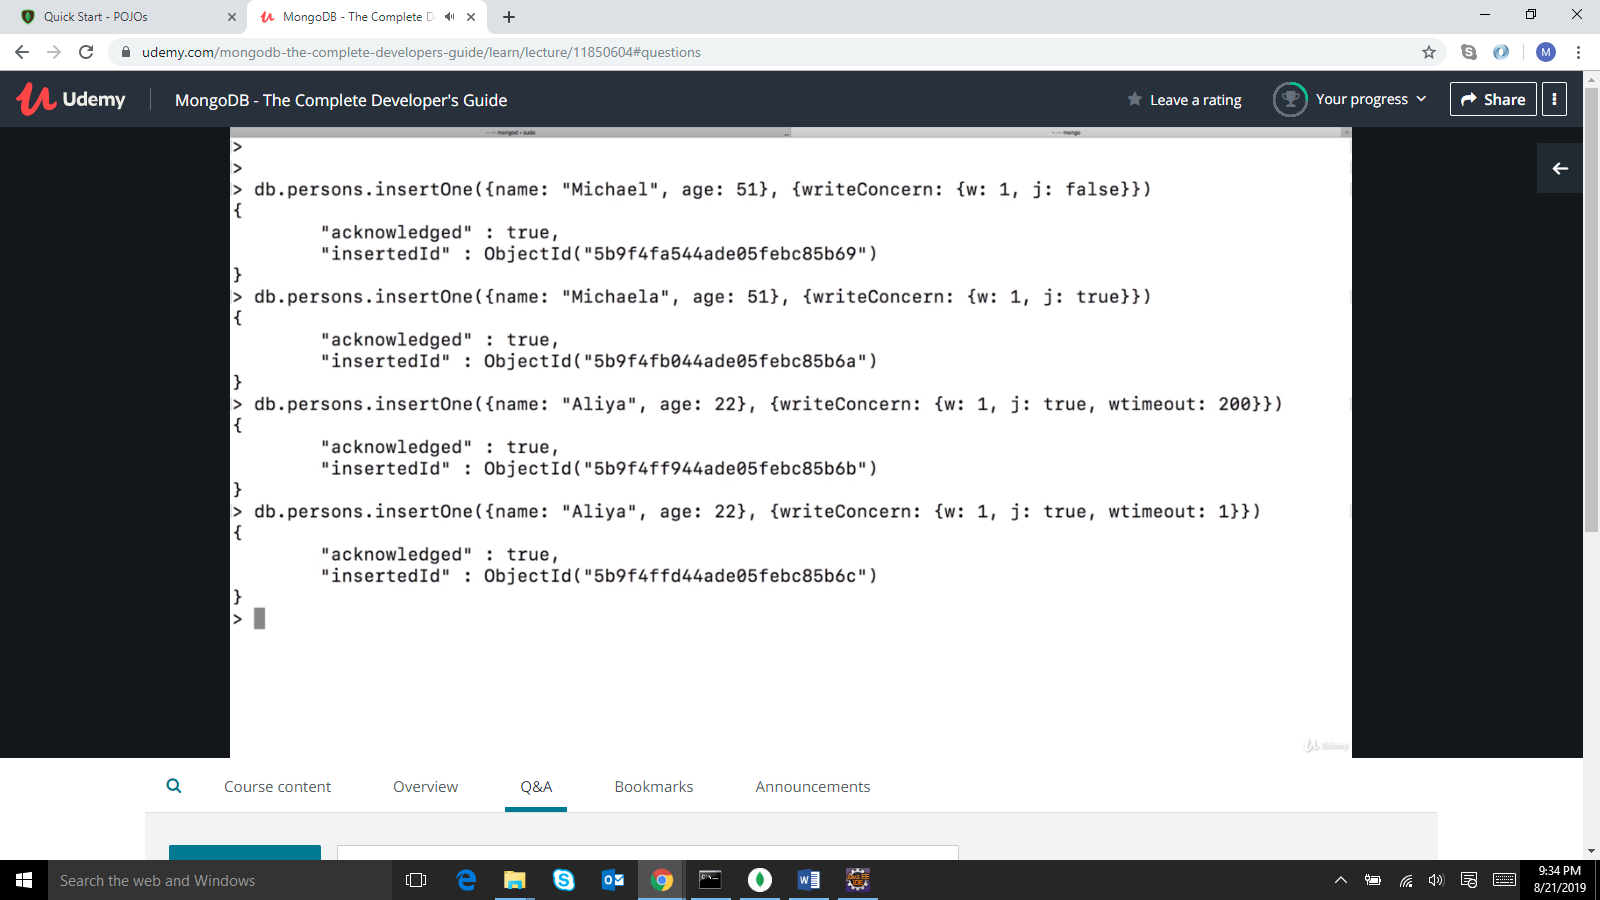 Quick Start - POJOs
MongoDB - The Complete D
udemy.com/mongodb-the-complete-developers-guide/learn/lecture/11850604#questions
M
Udemy
MongoDB - The Complete Developer's Guide
Leave a rating
Your progress
Share
~ — mongod • sudo
~ — mongo
>
>
> db.persons.insertOne({name: "Michael", age: 51}, {writeConcern: {w: 1, j: false}})
{
"acknowledged" : true,
"insertedId" : ObjectId("5b9f4fa544ade05febc85b69")
}
> db.persons.insertOne({name: "Michaela", age: 51}, {writeConcern: {w: 1, j: true}})
{
"acknowledged" : true,
"insertedId" : ObjectId("5b9f4fb044ade05febc85b6a")
}
> db.persons.insertOne({name: "Aliya", age: 22}, {writeConcern: {w: 1, j: true, wtimeout: 200}})
{
"acknowledged" : true,
"insertedId" : ObjectId("5b9f4ff944ade05febc85b6b")
}
> db.persons.insertOne({name: "Aliya", age: 22}, {writeConcern: {w: 1, j: true, wtimeout: 1}})
{
"acknowledged" : true,
"insertedId" : ObjectId("5b9f4ffd44ade05febc85b6c")
}
>
Udemy
Course content
Overview
Q&A
Bookmarks
Announcements
Search the web and Windows
9:34 PM
8/21/2019